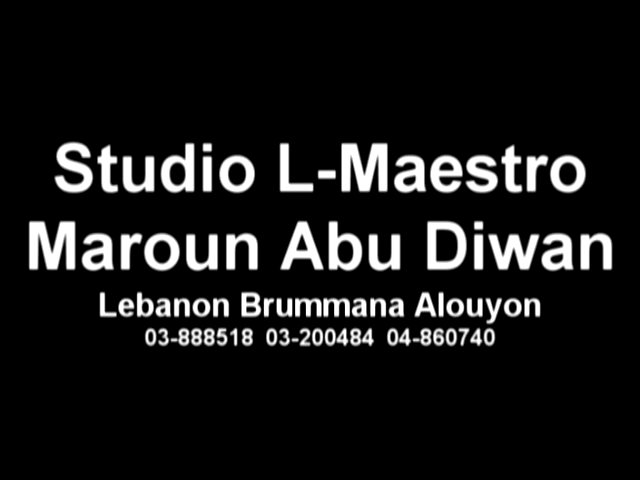 Studio L-Maestro
Maroun Abu Diwan
Lebanon Brummana Alouyon
03-888518 03-200484 04-860740